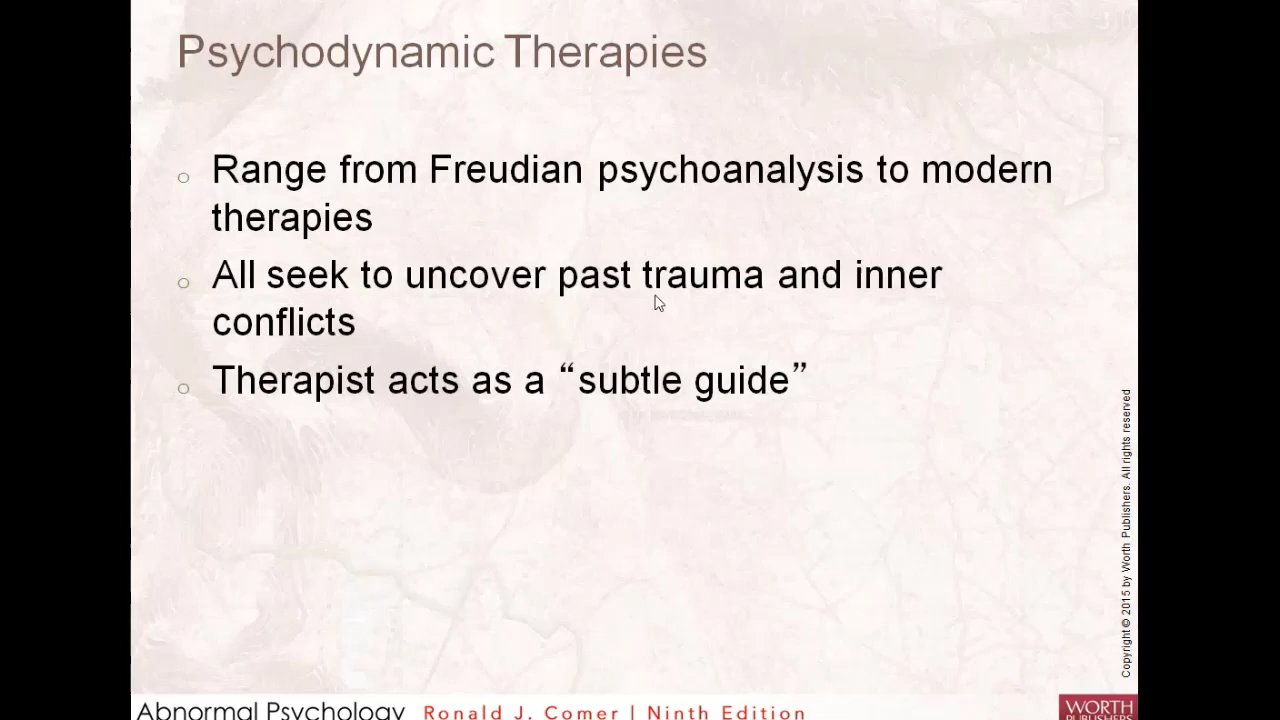 Psychodynamic Therapies
Range from Freudian psychoanalysis to modern
therapies
All seek to uncover past trauma and inner
conflicts
Therapist acts as a “subtle guide”
Copyright © 2015 by Worth Publishers. All rights reserved
Abnormal Psychology Ronald J. Comer | Ninth Edition
WORTH
PUBLISHERS